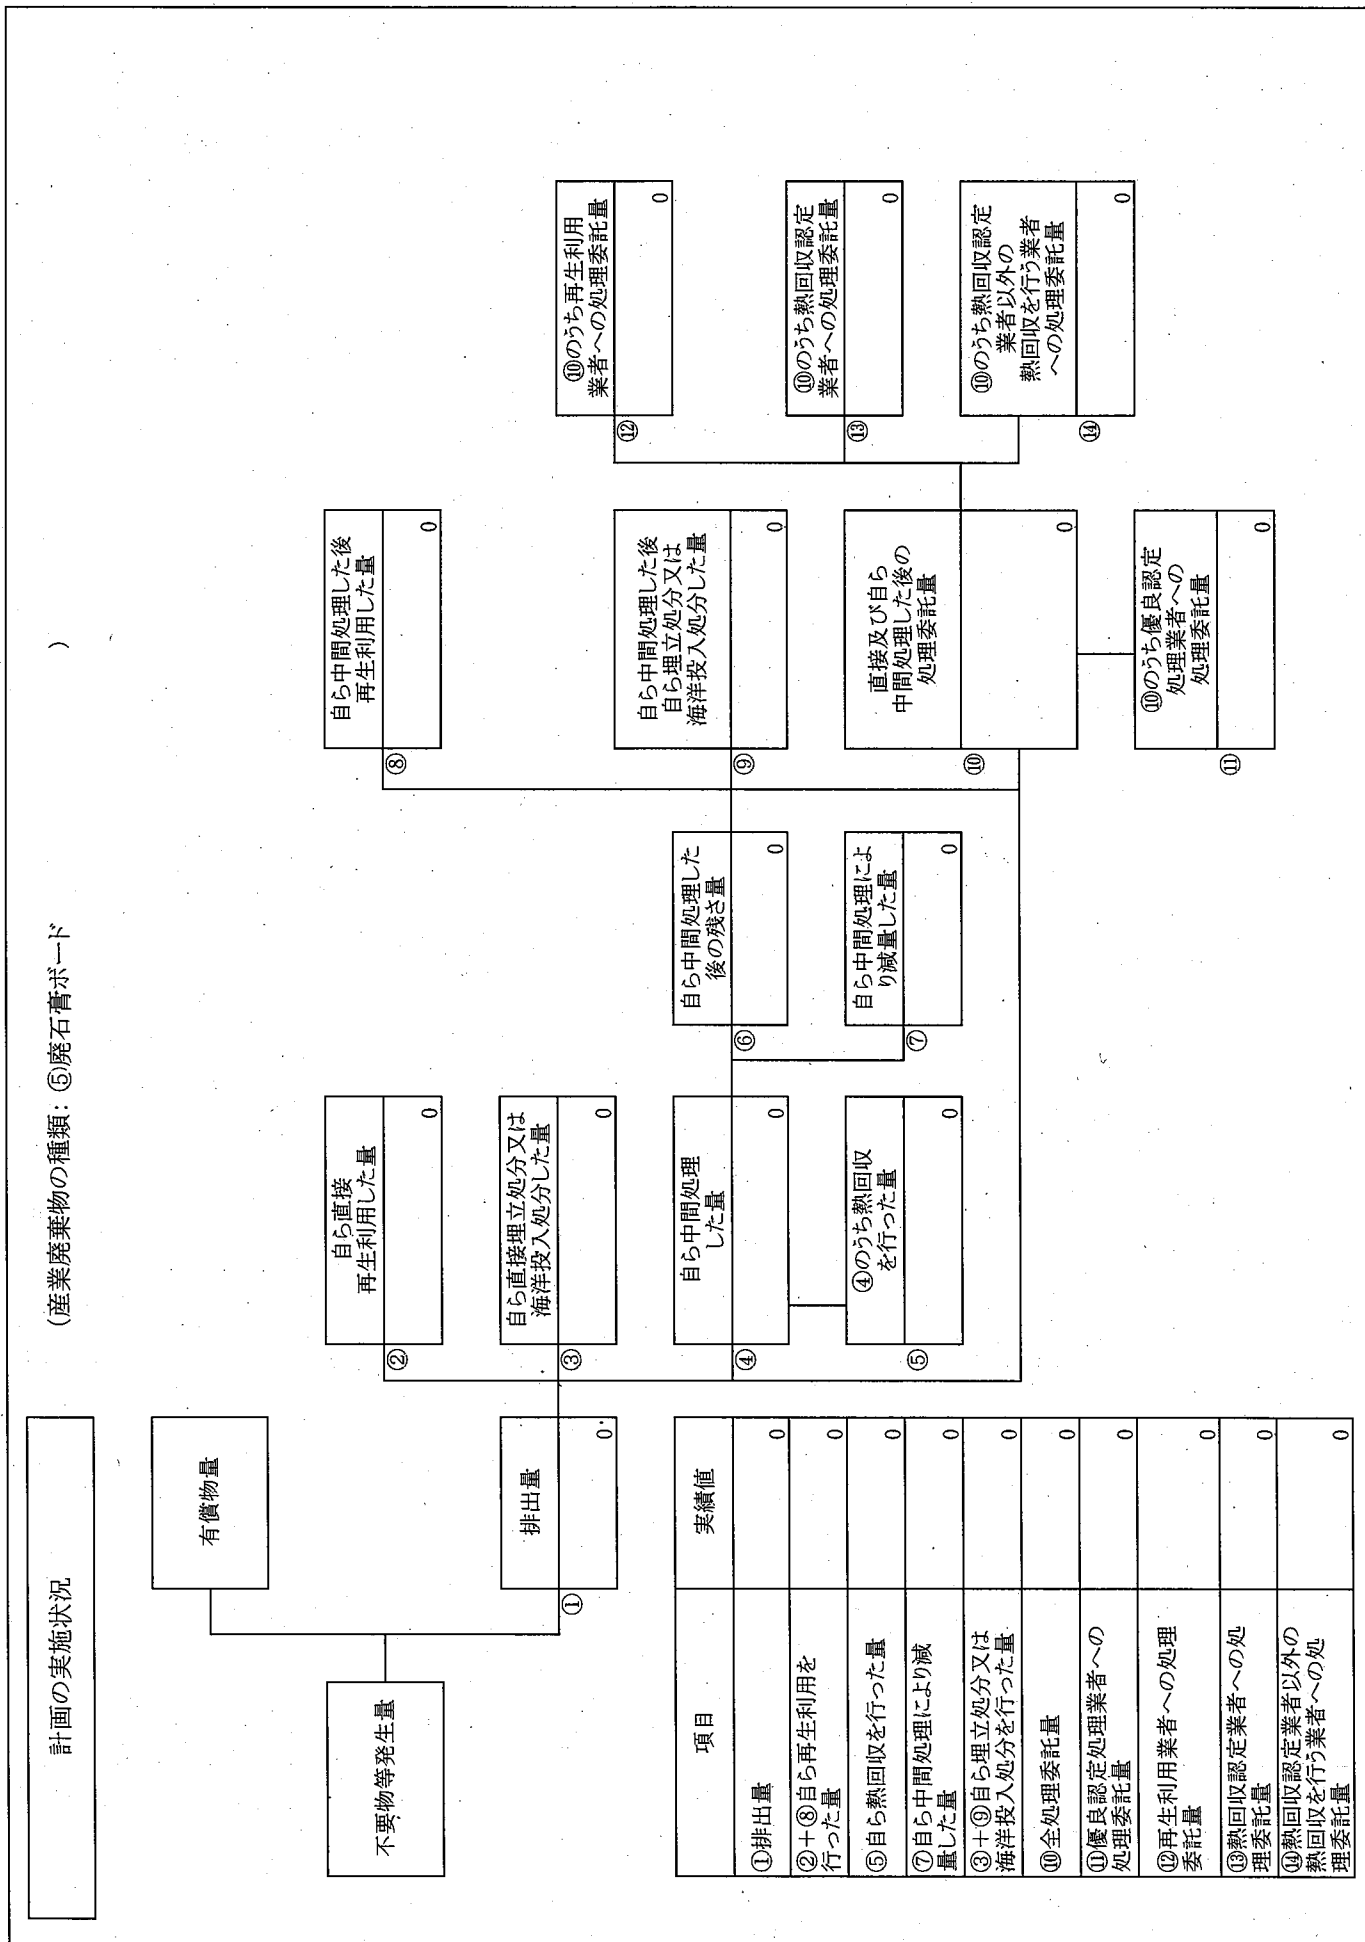 計画の実施状況
(産業廃棄物の種類：⑤廃石膏ボード
)
不要物等発生量
有償物量
排出量
①
0
②
自ら直接
再生利用した量
0
③
自ら直接埋立処分又は
海洋投入処分した量
0
④
自ら中間処理
した量
0
⑤
④のうち熱回収
を行った量
0
⑥
自ら中間処理した
後の残さ量
0
⑦
自ら中間処理によ
り減量した量
0
⑧
自ら中間処理した後
再生利用した量
0
⑨
自ら中間処理した後
自ら埋立処分又は
海洋投入処分した量
0
⑩
直接及び自ら
中間処理した後の
処理委託量
0
⑪
⑩のうち優良認定
処理業者への
処理委託量
0
⑫
⑩のうち再生利用
業者への処理委託量
0
⑬
⑩のうち熱回収認定
業者への処理委託量
0
⑭
⑩のうち熱回収認定
業者以外の
熱回収を行う業者
への処理委託量
0
項目 実績値
①排出量 0
②+⑧自ら再生利用を
行った量 0
⑤自ら熱回収を行った量 0
⑦自ら中間処理により減
量した量 0
③+⑨自ら埋立処分又は
海洋投入処分を行った量 0
⑩全処理委託量 0
⑪優良認定処理業者への
処理委託量 0
⑫再生利用業者への処理
委託量 0
⑬熱回収認定業者への処
理委託量 0
⑭熱回収認定業者以外の
熱回収を行う業者への処
理委託量 0